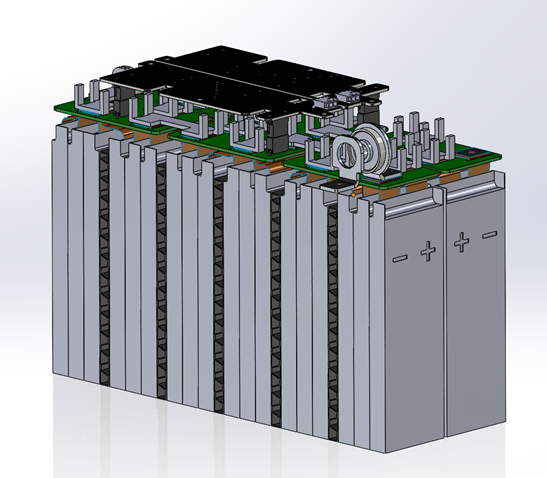 − + + −